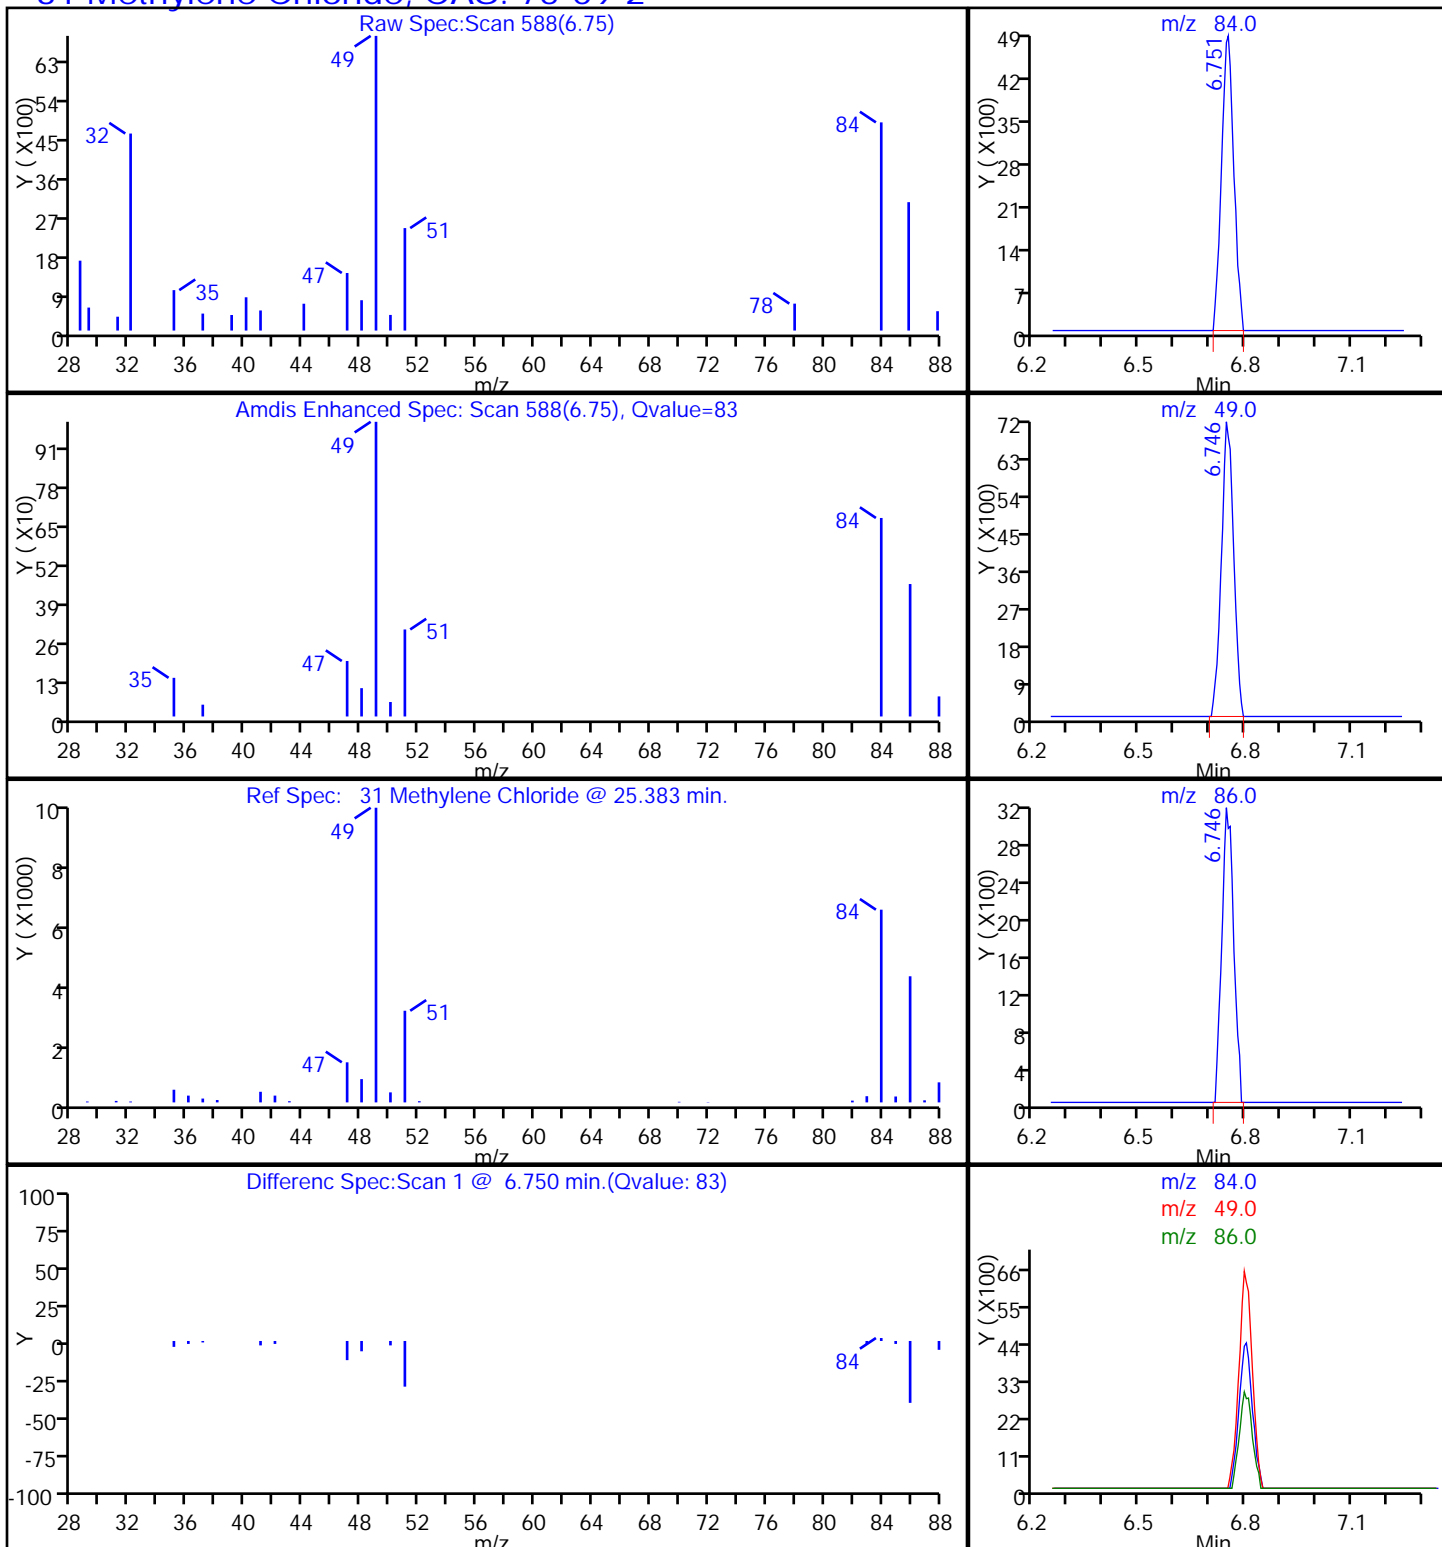 Raw Spec:Scan 588(6.75)
Y ( X100)
63
54
45
36
27
18
9
0
49
32
84
51
47
35
78
28 32 36 40 44 48 52 56 60 64 68 72 76 80 84 88
m/z
m/z 84.0
Y ( X100)
49
42
35
28
21
14
7
0
6.751
6.2 6.5 6.8 7.1
Min
Amdis Enhanced Spec: Scan 588(6.75), Qvalue=83
Y ( X10)
91
78
65
52
39
26
13
0
49
84
51
47
35
28 32 36 40 44 48 52 56 60 64 68 72 76 80 84 88
m/z
m/z 49.0
Y ( X100)
72
63
54
45
36
27
18
9
0
6.746
6.2 6.5 6.8 7.1
Min
Ref Spec: 31 Methylene Chloride @ 25.383 min.
Y ( X1000)
10
8
6
4
2
0
49
84
51
47
28 32 36 40 44 48 52 56 60 64 68 72 76 80 84 88
m/z
m/z 86.0
Y ( X100)
32
28
24
20
16
12
8
4
0
6.746
6.2 6.5 6.8 7.1
Min
Differenc Spec:Scan 1 @ 6.750 min.(Qvalue: 83)
Y
100
75
50
25
0
-25
-50
-75
-100
84
28 32 36 40 44 48 52 56 60 64 68 72 76 80 84 88
m/z
m/z 84.0
m/z 49.0
m/z 86.0
Y ( X100)
66
55
44
33
22
11
0
6.2 6.5 6.8 7.1
Min